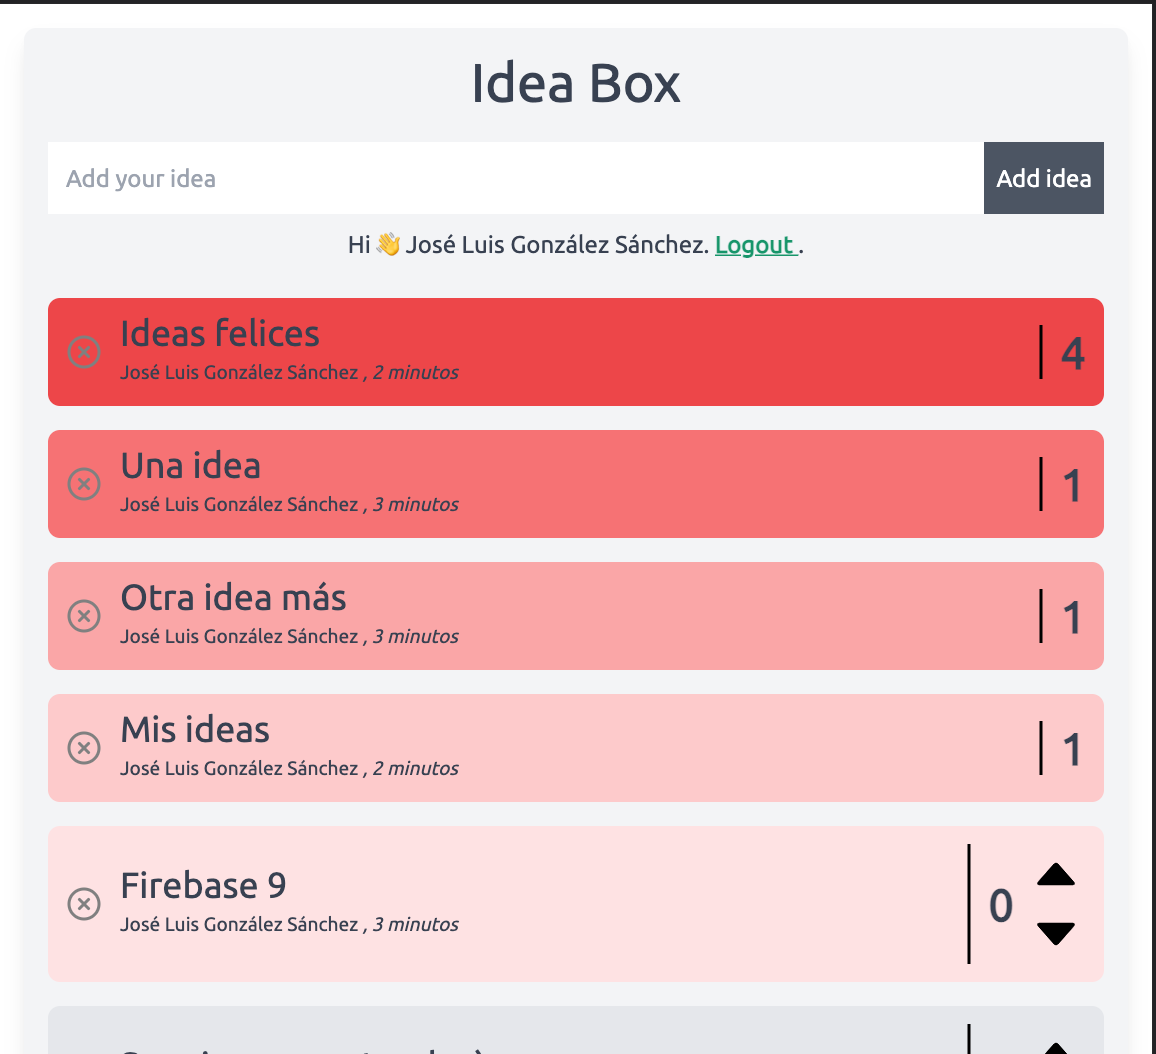 Idea Box
Add your idea
Add idea
Hi 👋 José Luis González Sánchez. Logout .
Ideas felices
José Luis González Sánchez , 2 minutos
4
Una idea
José Luis González Sánchez , 3 minutos
1
Otra idea más
José Luis González Sánchez , 3 minutos
1
Mis ideas
José Luis González Sánchez , 2 minutos
1
Firebase 9
José Luis González Sánchez , 3 minutos
0